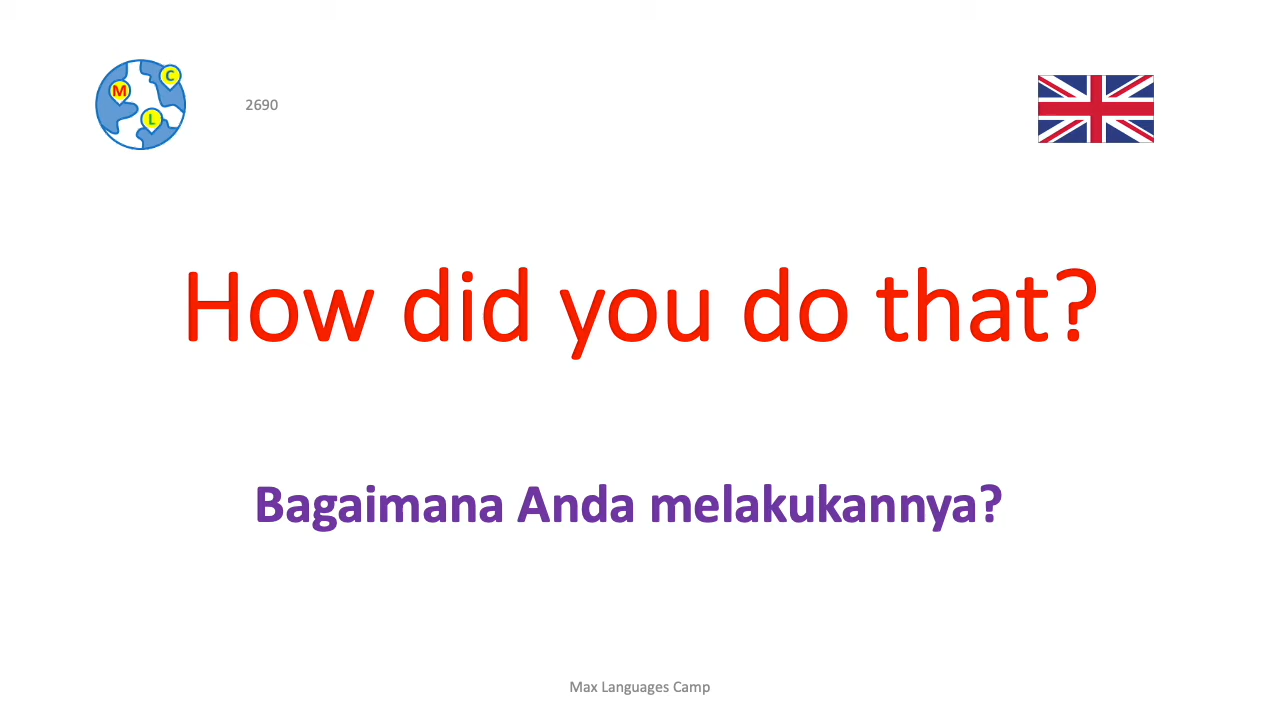 M
C
L
2690
How did you do that?
Bagaimana Anda melakukannya?
Max Languages Camp